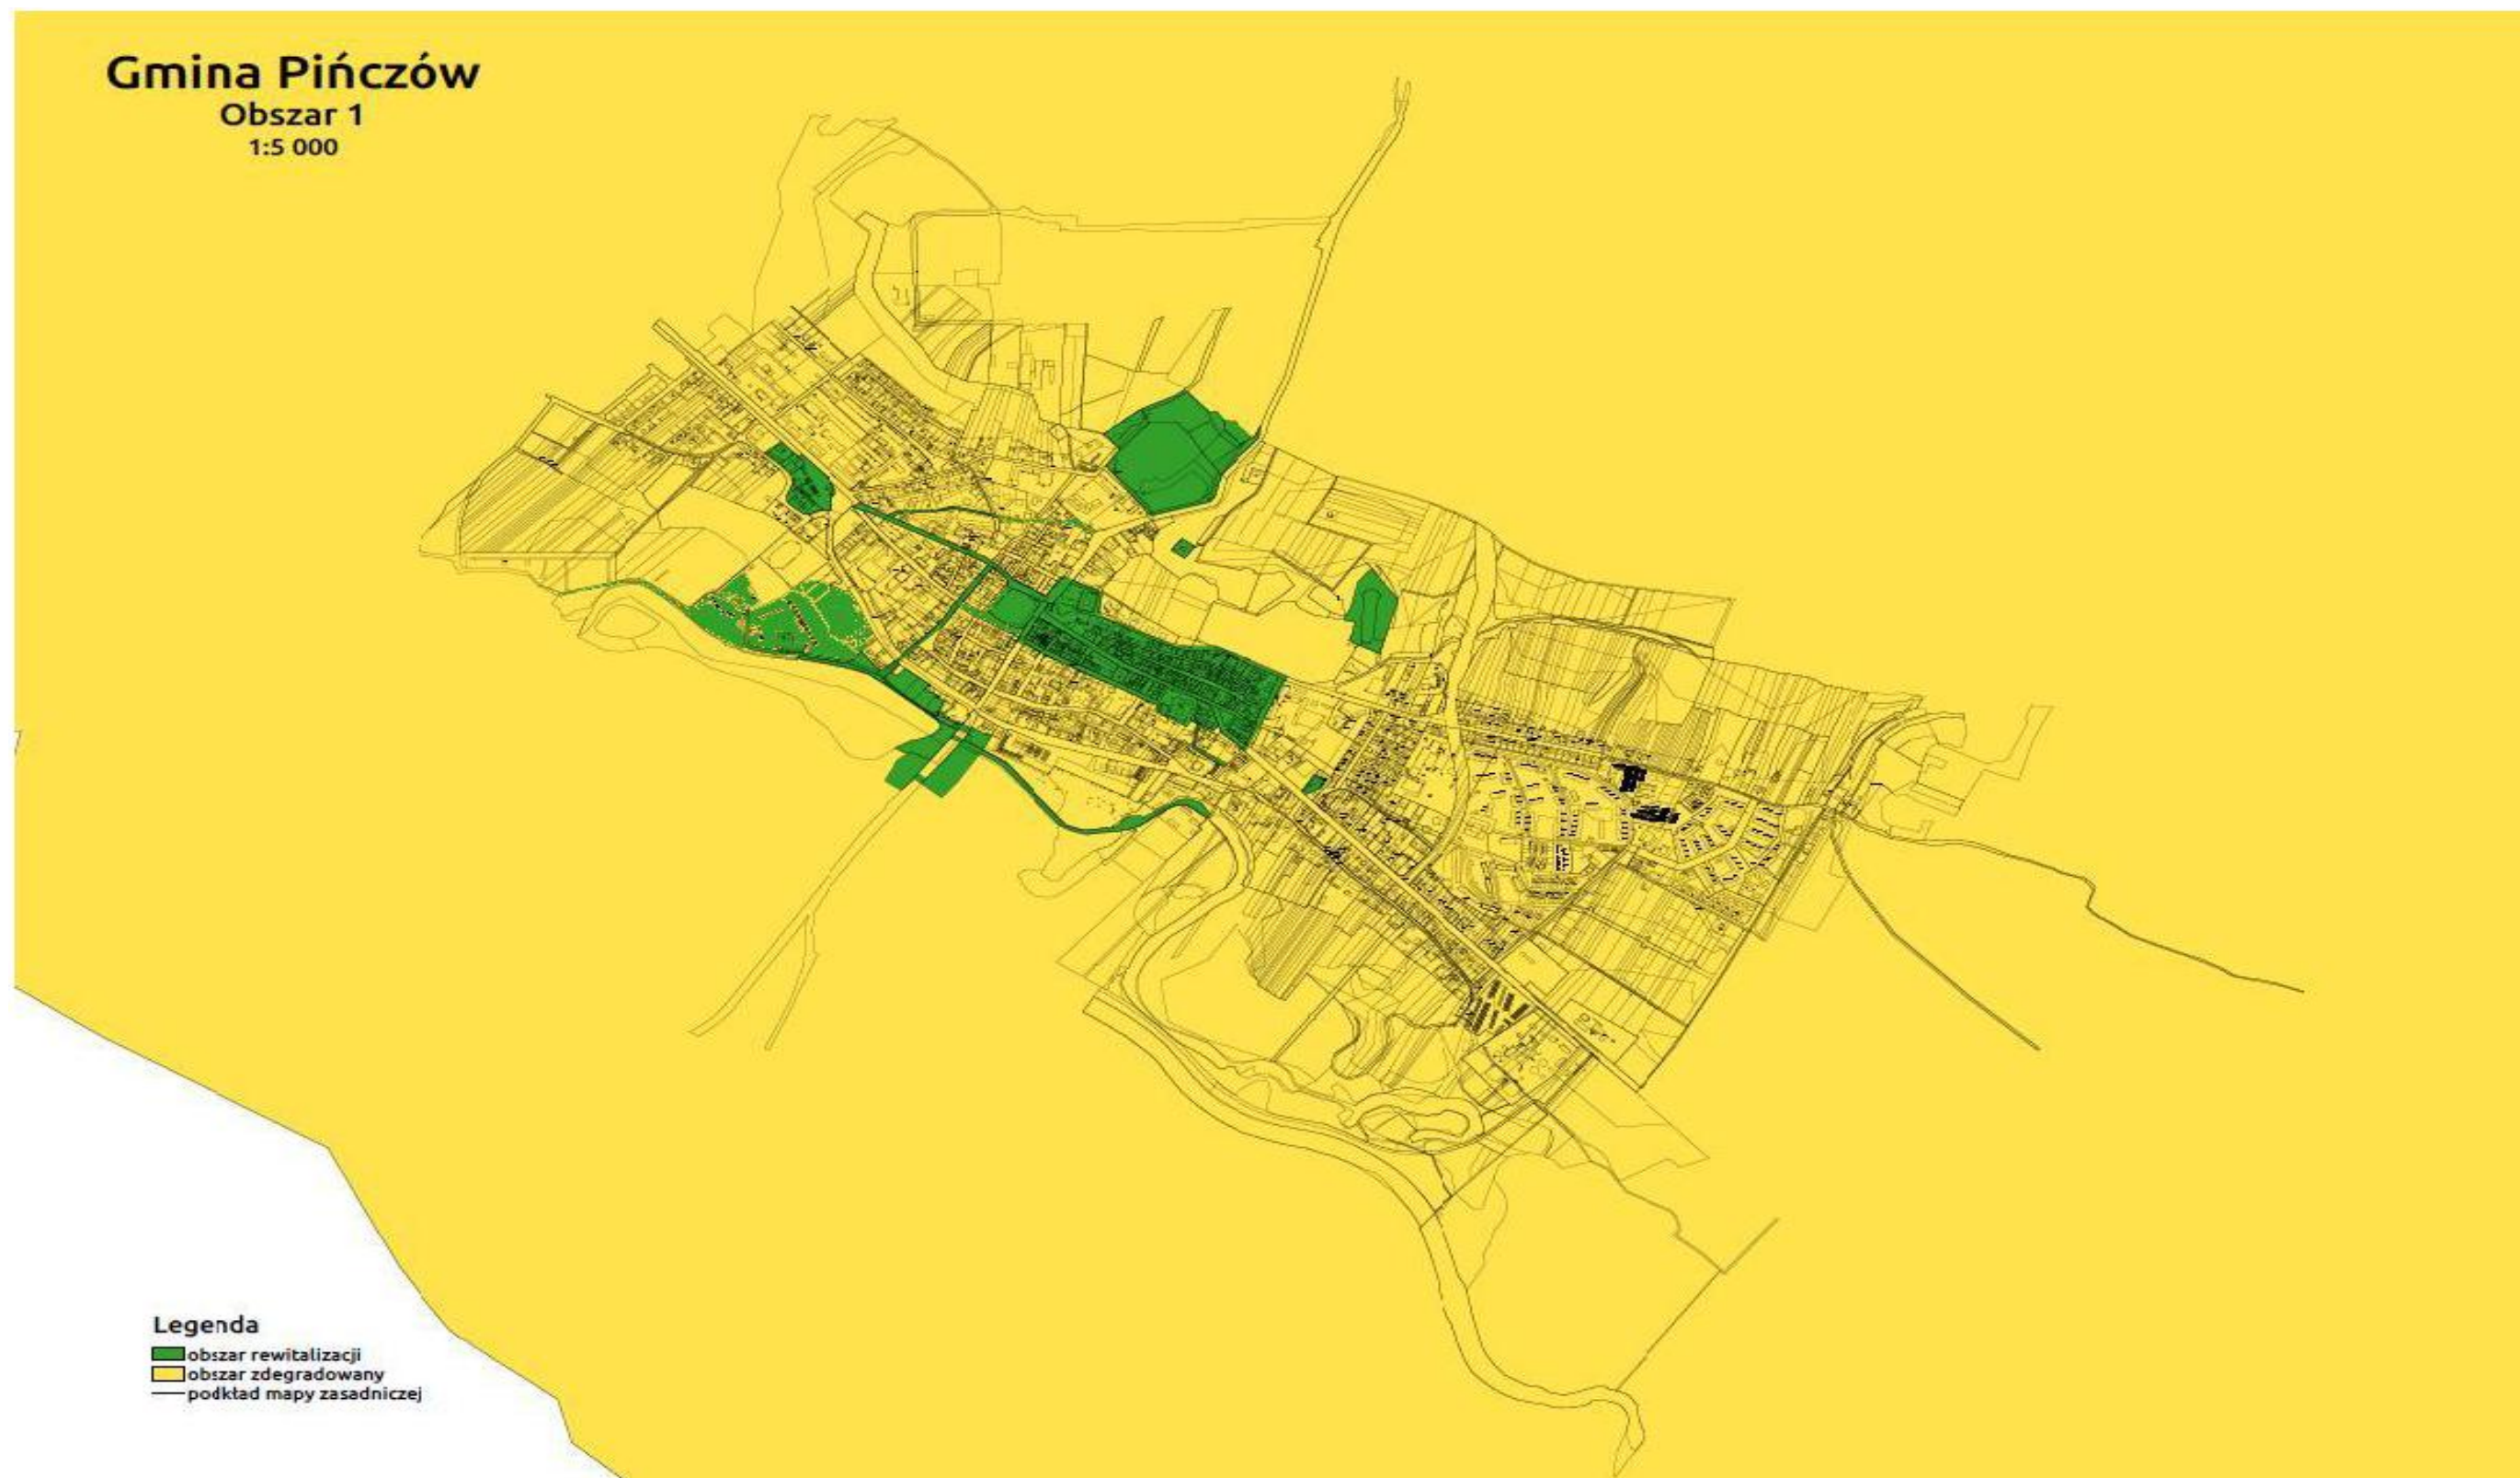 Gmina Pińczów
Obszar 1
1:5 000
Legenda
obszar rewitalizacji
obszar zdegradowany
podkład mapy zasadniczej